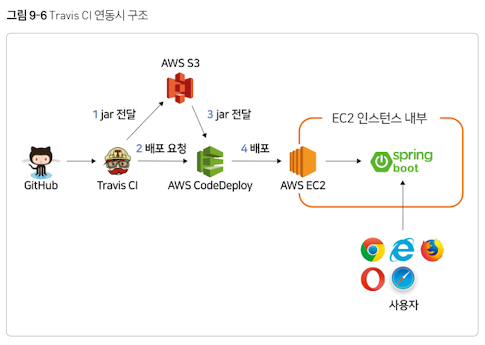 그림 9-6 Travis CI 연동시 구조
AWS S3
1 jar 전달
3 jar 전달
EC2 인스턴스 내부
2 배포 요청
4 배포
spring
boot
GitHub
Travis CI
AWS CodeDeploy
AWS EC2
사용자